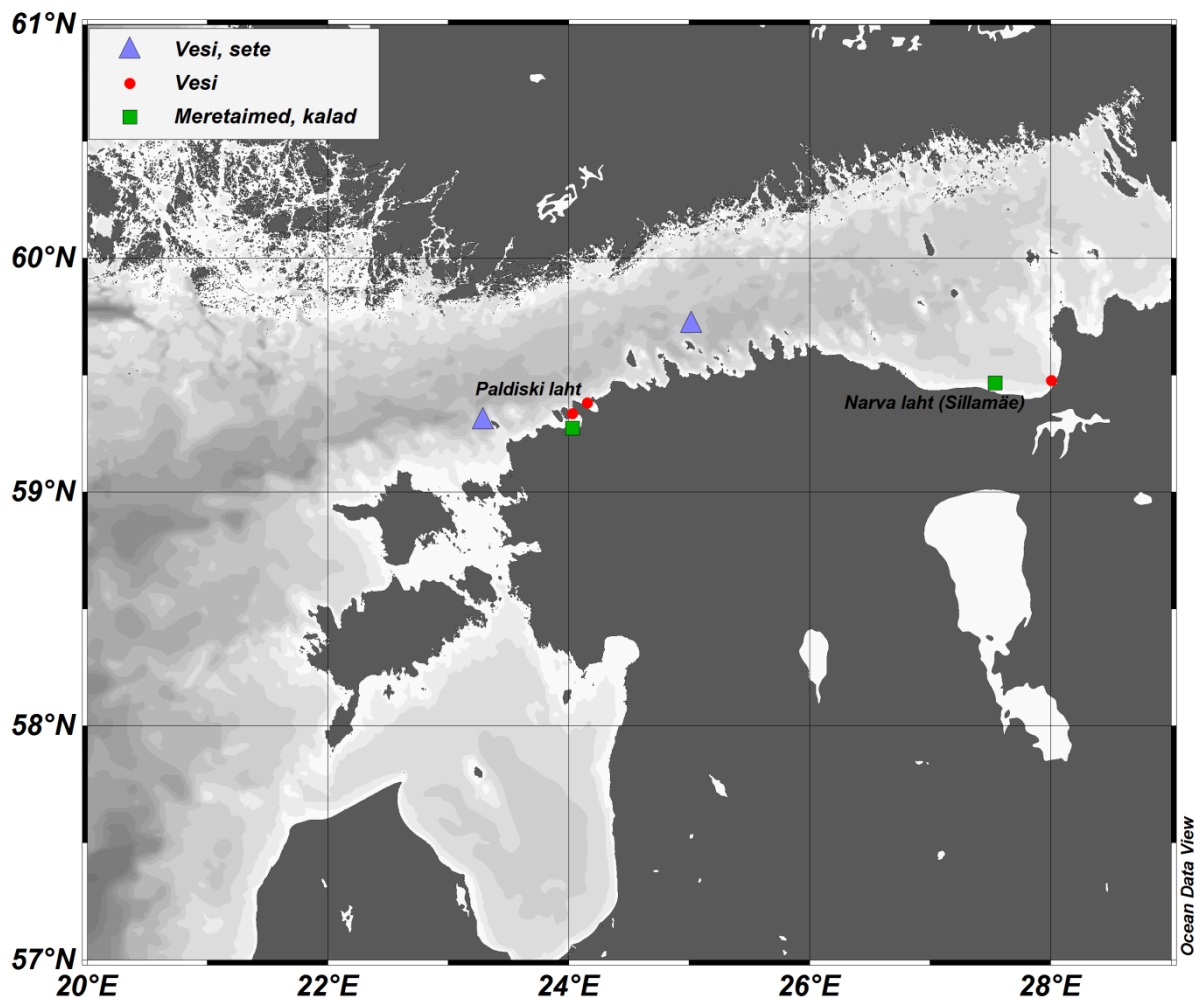 61°N
Vesi, sete
Vesi
Meretaimed, kalad
60°N
Paldiski laht
Narva laht (Sillamäe)
59°N
58°N
57°N
20°E
22°E
24°E
26°E
28°E
Ocean Data View